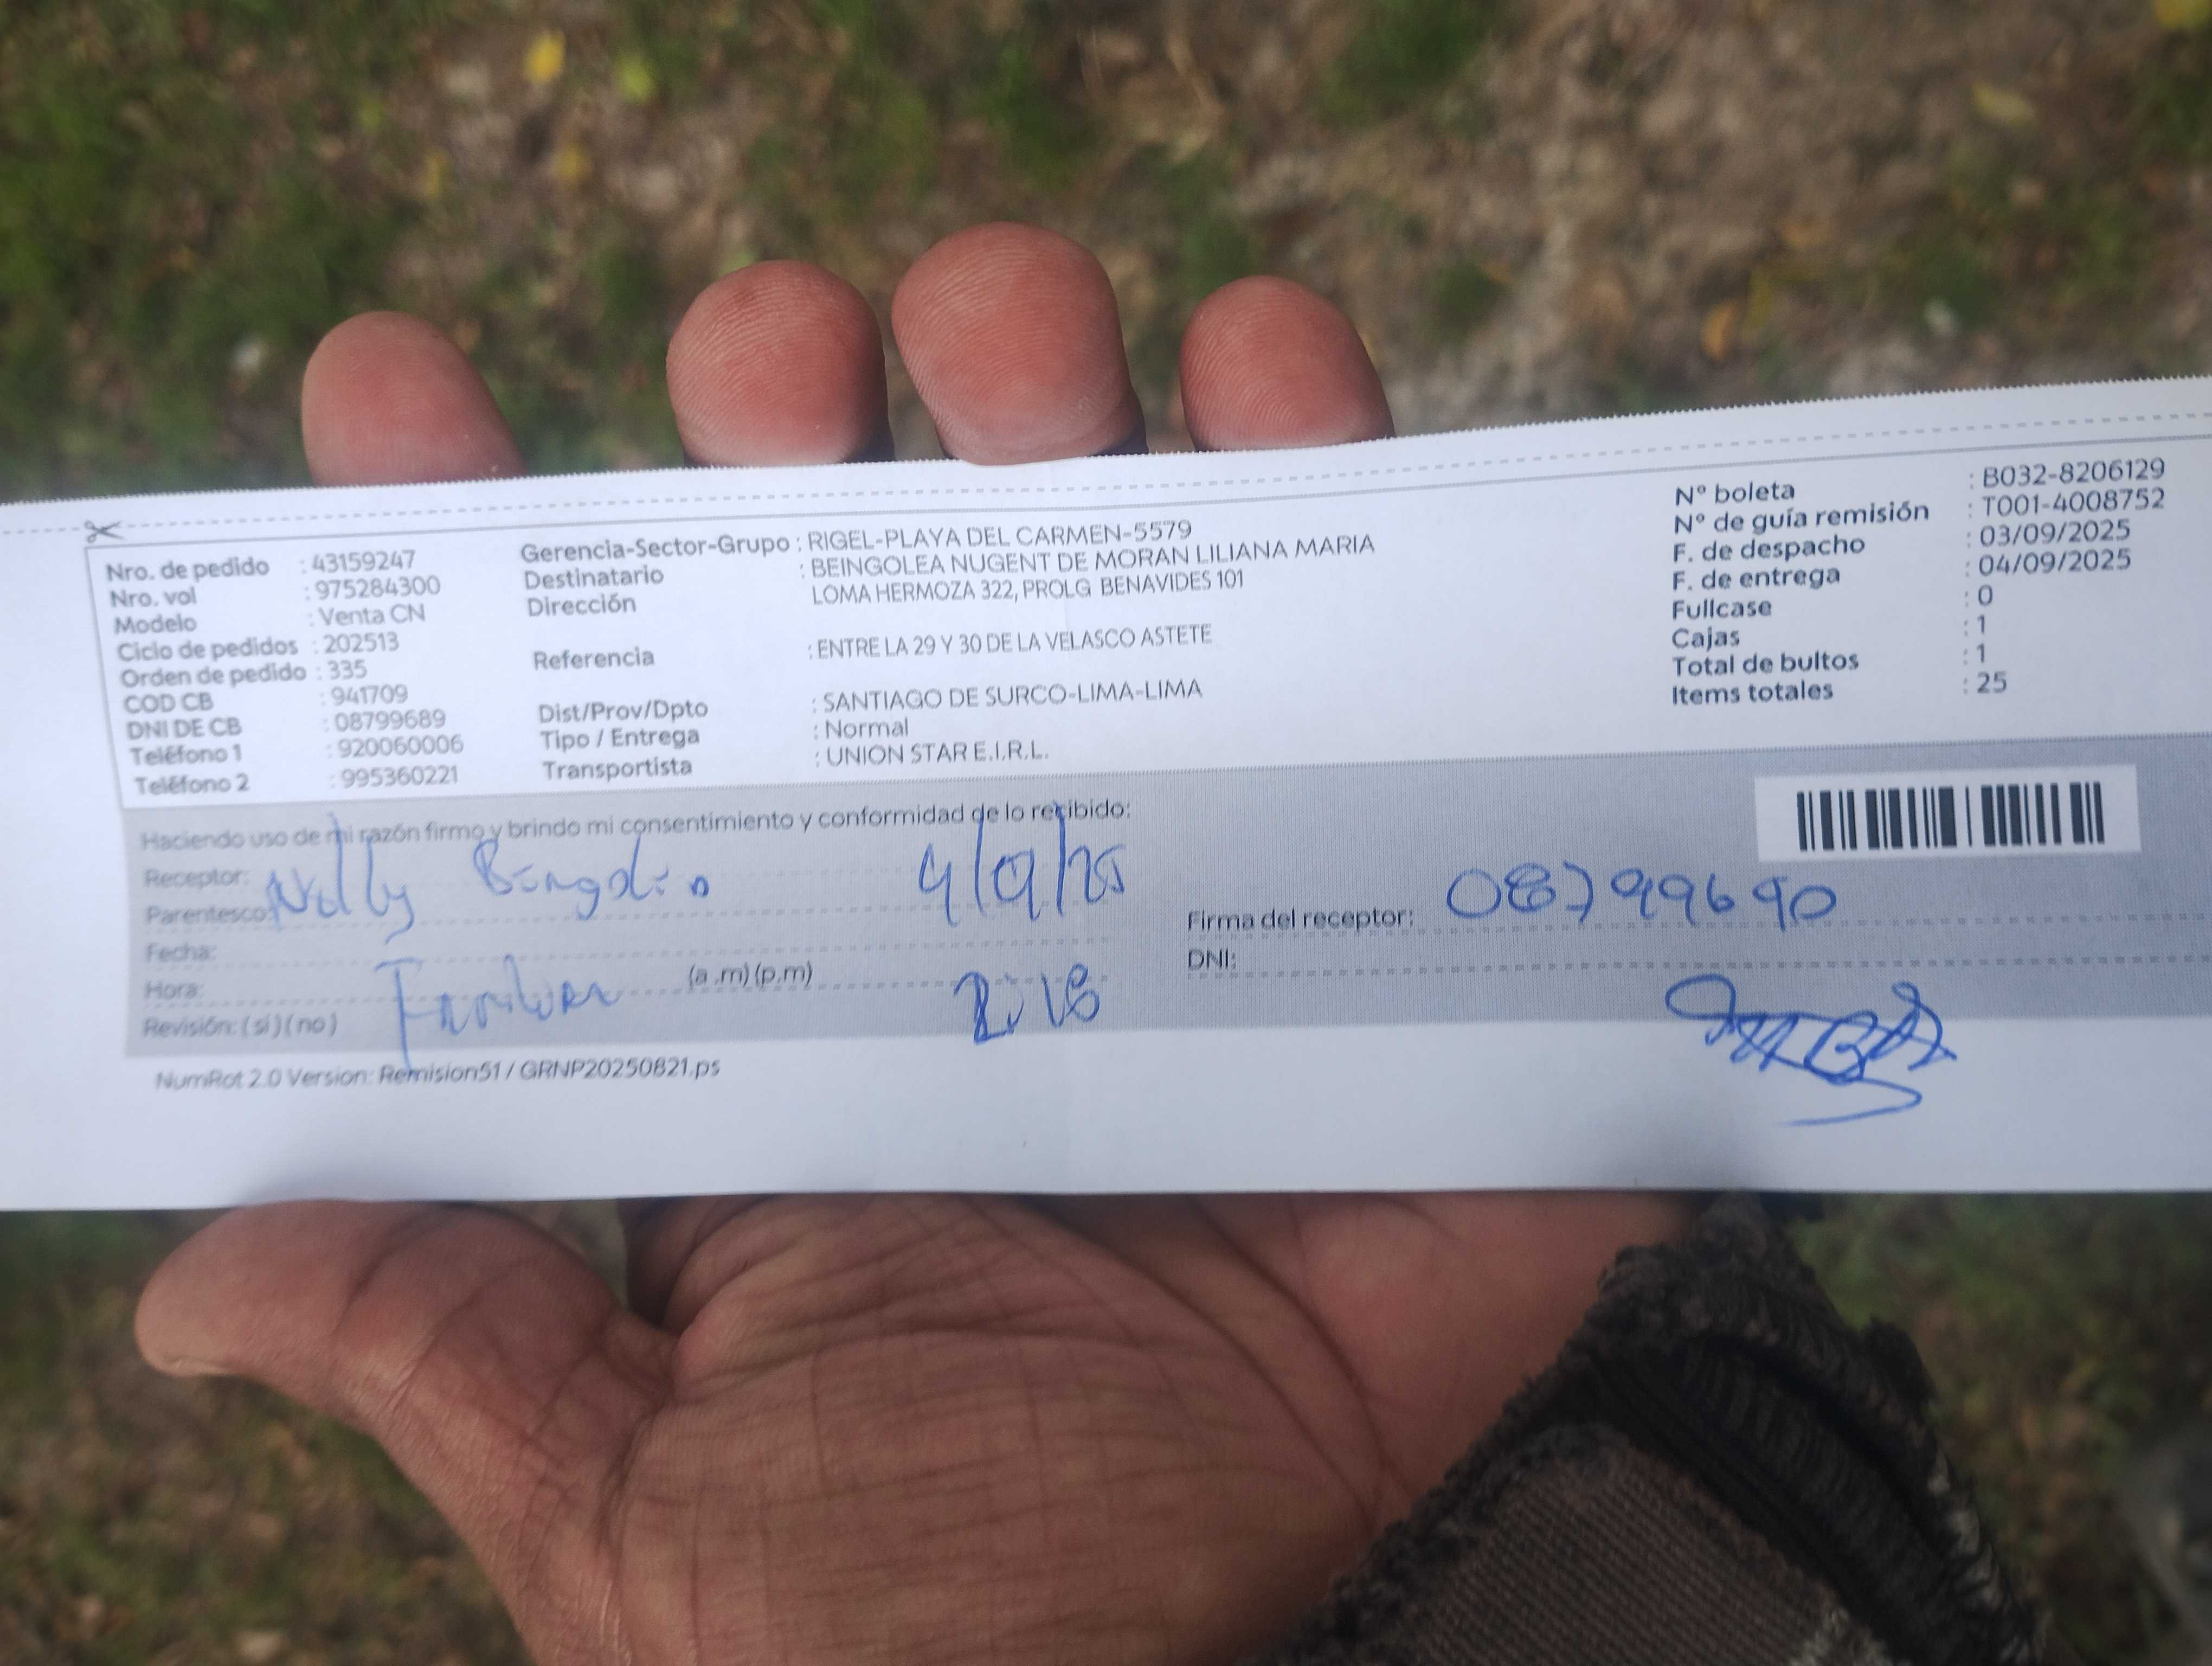 Nro. de pedido : 43159247
Nro. vol : 975284300
Modelo : Venta CN
Ciclo de pedidos : 202513
Orden de pedido : 335
COD CB : 941709
DNI DE CB : 08799689
Teléfono 1 : 920060006
Teléfono 2 : 995360221
Gerencia-Sector-Grupo : RIGEL-PLAYA DEL CARMEN-5579
Destinatario : BEINGOLEA NUGENT DE MORAN LILIANA MARIA
Dirección LOMA HERMOZA 322, PROLG BENAVIDES 101
Referencia : ENTRE LA 29 Y 30 DE LA VELASCO ASTETE
Dist/Prov/Dpto : SANTIAGO DE SURCO-LIMA-LIMA
Tipo / Entrega : Normal
Transportista : UNION STAR E.I.R.L.
N° boleta : B032-8206129
N° de guía remisión : T001-4008752
F. de despacho : 03/09/2025
F. de entrega : 04/09/2025
Fullcase : 0
Cajas : 1
Total de bultos : 1
Items totales : 25
Haciendo uso de mi razón firmo y brindo mi consentimiento y conformidad de lo recibido:
Receptor: Nelly 4/9/25
Parentesco:
Fecha:
Hora: (a.m)(p.m)
Revisión: (si)(no)
Firma del receptor: 08799690
DNI:
NumRot 2.0 Version: Remision51 / GRNP20250821.ps